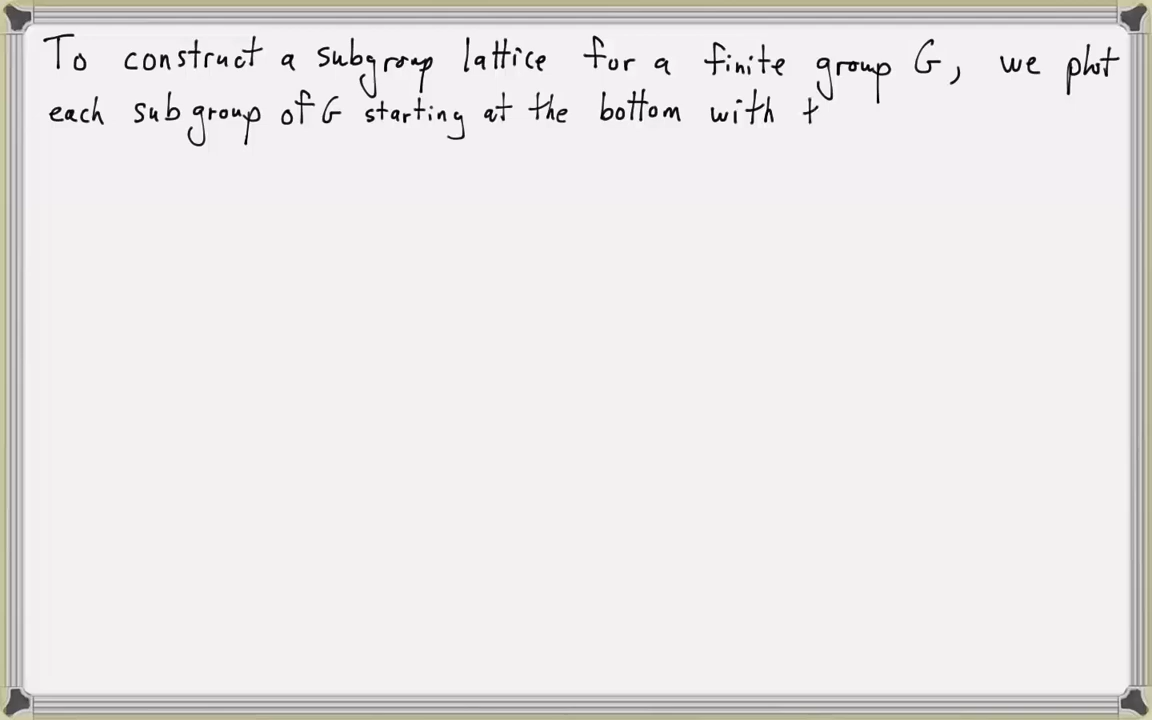 To construct a subgroup lattice for a finite group G, we plot
each subgroup of G starting at the bottom with t